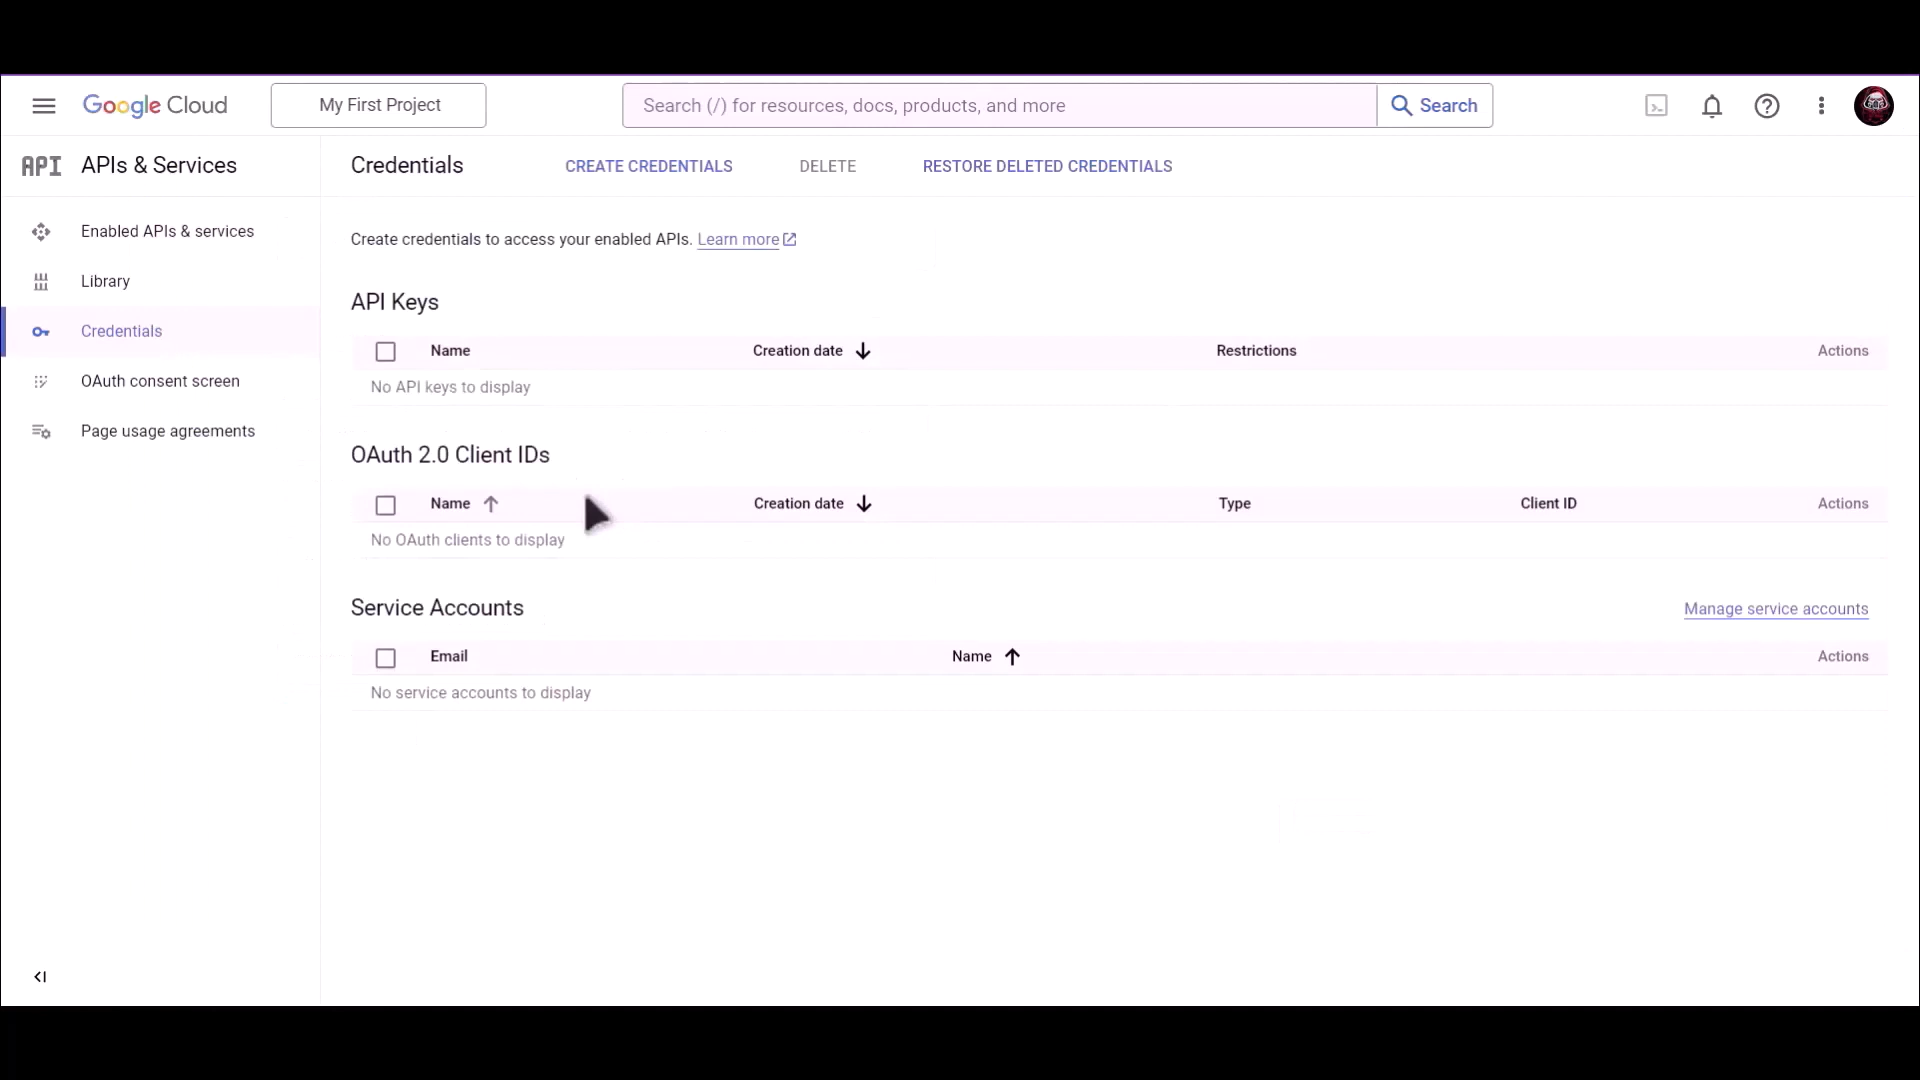 Google Cloud
My First Project
Search (/) for resources, docs, products, and more
Search
API APIs & Services
Credentials
CREATE CREDENTIALS
DELETE
RESTORE DELETED CREDENTIALS
Enabled APIs & services
Library
Credentials
OAuth consent screen
Page usage agreements
Create credentials to access your enabled APIs. Learn more
API Keys
Name Creation date Restrictions Actions
No API keys to display
OAuth 2.0 Client IDs
Name Creation date Type Client ID Actions
No OAuth clients to display
Service Accounts
Manage service accounts
Email Name Actions
No service accounts to display